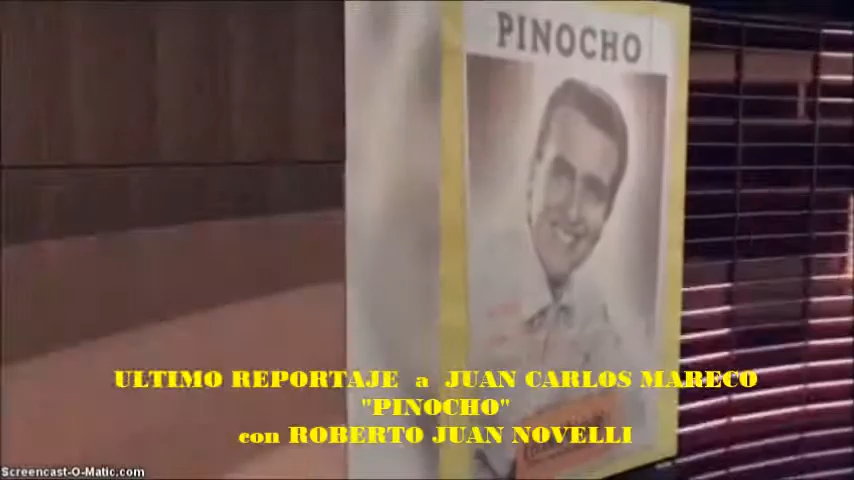 PINOCHO
ULTIMO REPORTAJE a JUAN CARLOS MARECO
"PINOCHO"
con ROBERTO JUAN NOVELLI
Screencast-O-Matic.com